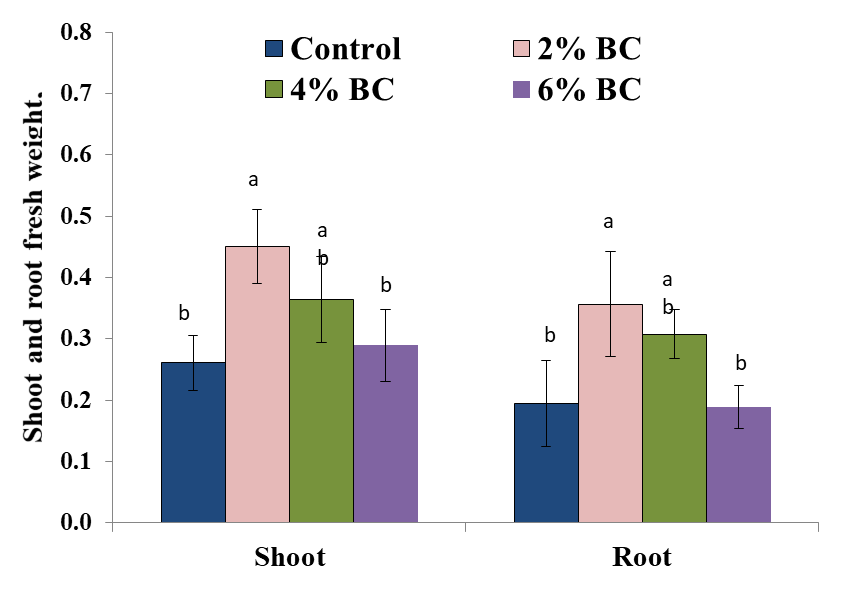 Shoot and root fresh weight.
0.8
0.7
0.6
0.5
0.4
0.3
0.2
0.1
0.0
Control
2% BC
4% BC
6% BC
b
a
a
b
b
b
a
a
b
b
Shoot
Root